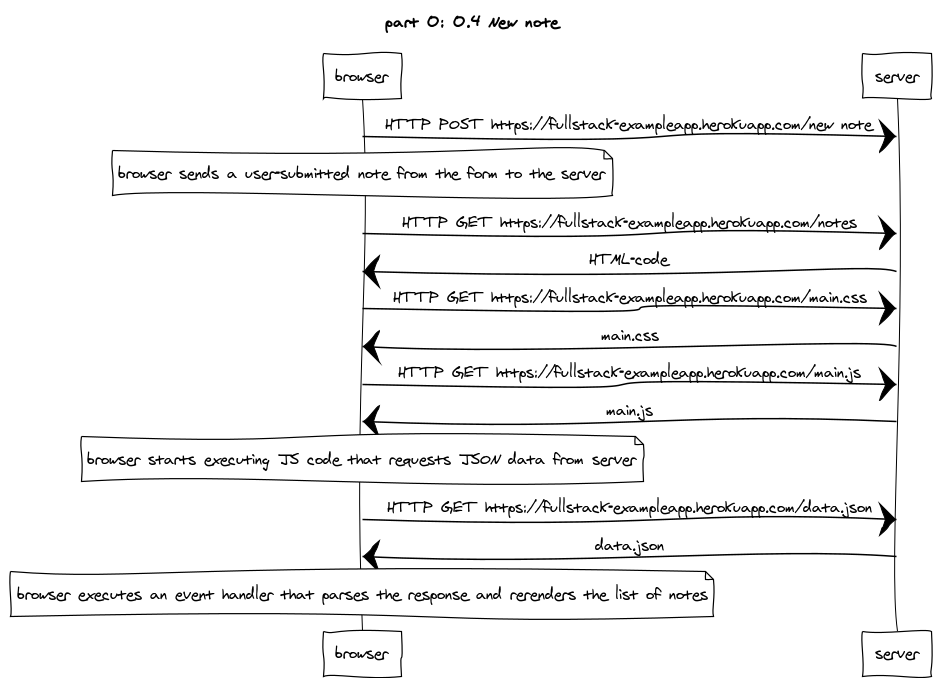 part 0: 0.4 New note
browser
server
HTTP POST https://fullstack-exampleapp.herokuapp.com/new note
browser sends a user-submitted note from the form to the server
HTTP GET https://fullstack-exampleapp.herokuapp.com/notes
HTML-code
HTTP GET https://fullstack-exampleapp.herokuapp.com/main.css
main.css
HTTP GET https://fullstack-exampleapp.herokuapp.com/main.js
main.js
browser starts executing JS code that requests JSON data from server
HTTP GET https://fullstack-exampleapp.herokuapp.com/data.json
data.json
browser executes an event handler that parses the response and rerenders the list of notes
browser
server